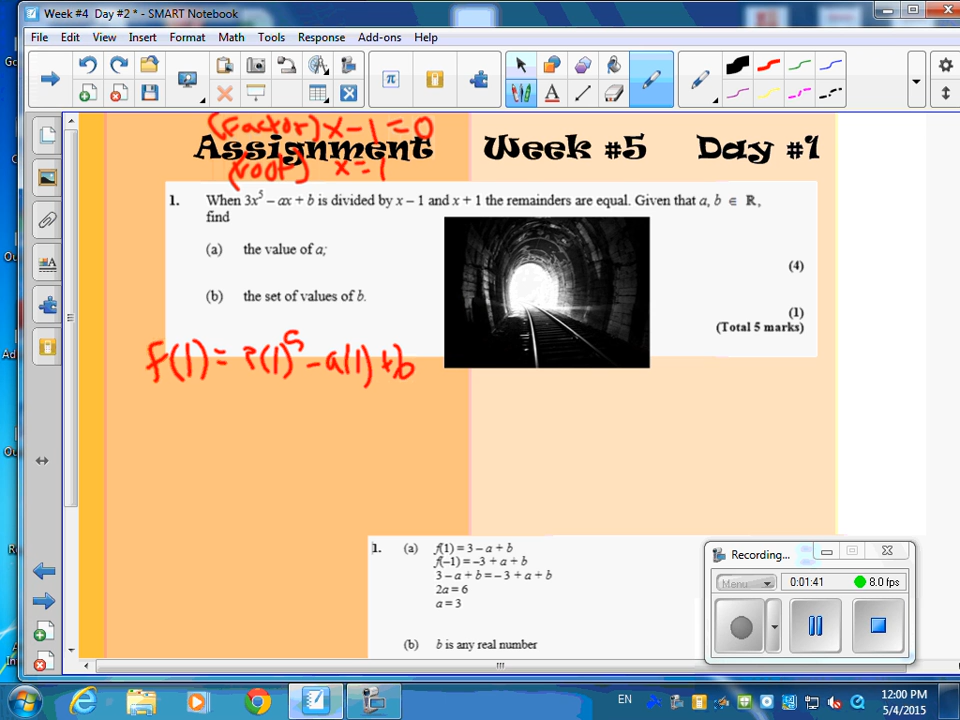 Week #4 Day #2 * - SMART Notebook
File Edit View Insert Format Math Tools Response Add-ons Help
(Factor) x-1=0
Assignment Week #5 Day #1
(root) x=1
1. When 3x⁵ – ax + b is divided by x – 1 and x + 1 the remainders are equal. Given that a, b ∈ ℝ,
find
(a) the value of a;
(4)
(b) the set of values of b.
(1)
(Total 5 marks)
f(1) = 3(1)⁵ - a(1) + b
1. (a) f(1) = 3 – a + b
f(–1) = –3 + a + b
3 – a + b = – 3 + a + b
2a = 6
a = 3
(b) b is any real number
Recording...
Menu 0:01:41 8.0 fps
EN
12:00 PM
5/4/2015